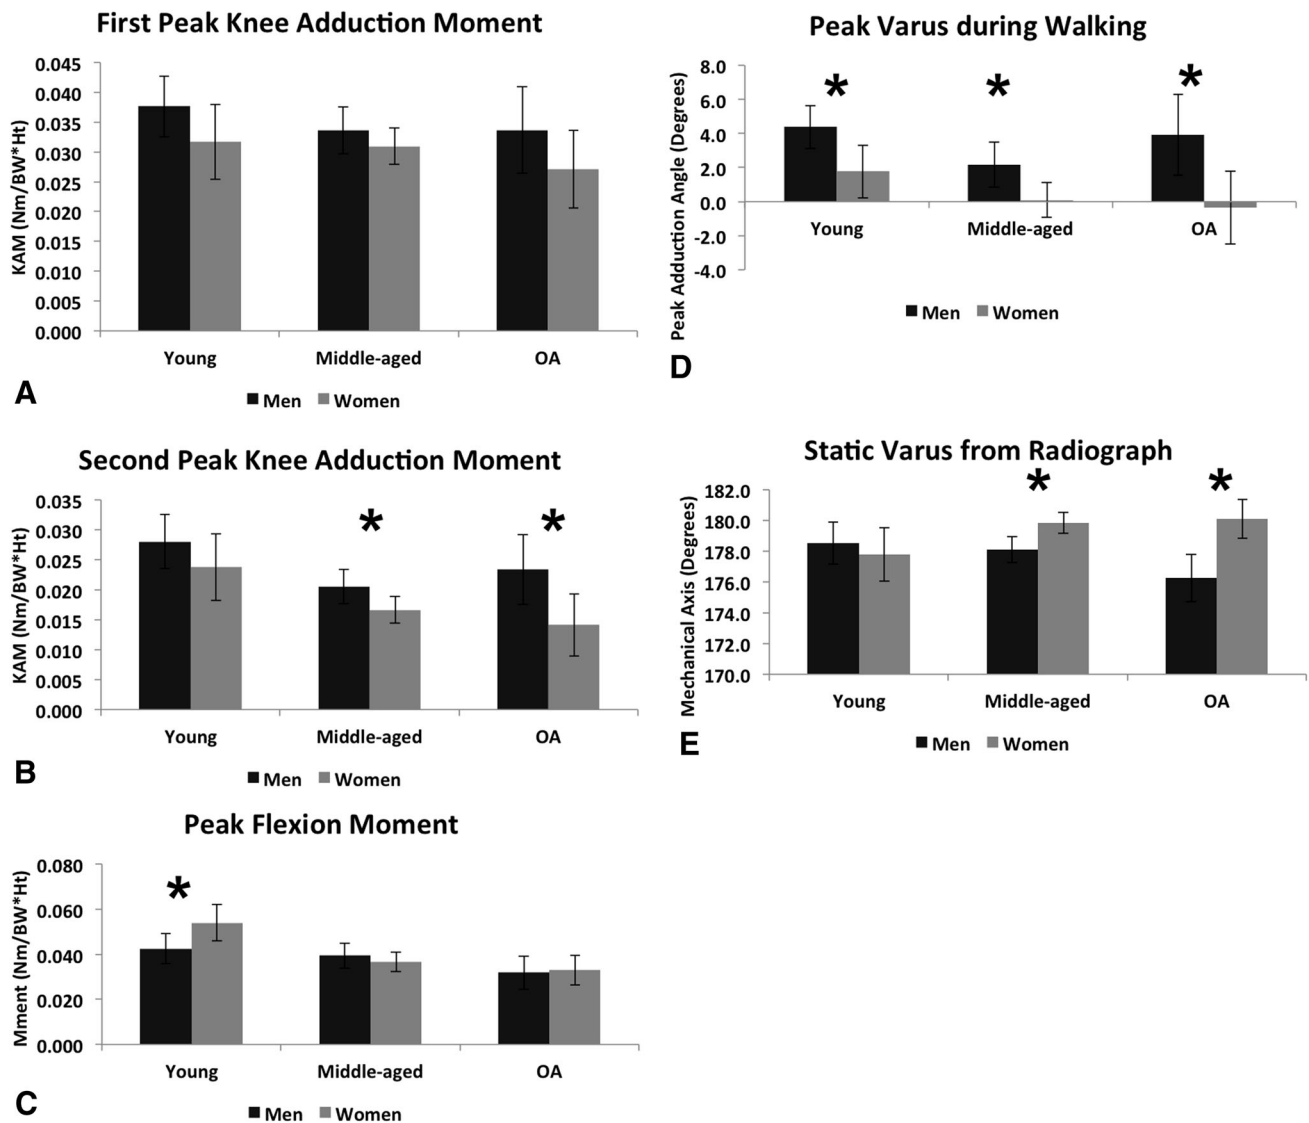 First Peak Knee Adduction Moment
KAM (Nm/BW*Ht)
0.045
0.040
0.035
0.030
0.025
0.020
0.015
0.010
0.005
0.000
Young Middle-aged OA
Men Women
A
Second Peak Knee Adduction Moment
KAM (Nm/BW*Ht)
0.035
0.030
0.025
0.020
0.015
0.010
0.005
0.000
* *
Young Middle-aged OA
Men Women
B
Peak Flexion Moment
Mment (Nm/BW*Ht)
0.080
0.060
0.040
0.020
0.000
*
Young Middle-aged OA
Men Women
C
Peak Varus during Walking
Peak Adduction Angle (Degrees)
8.0
6.0
4.0
2.0
0.0
-2.0
-4.0
* * *
Young Middle-aged OA
Men Women
D
Static Varus from Radiograph
Mechanical Axis (Degrees)
182.0
180.0
178.0
176.0
174.0
172.0
170.0
* *
Young Middle-aged OA
Men Women
E